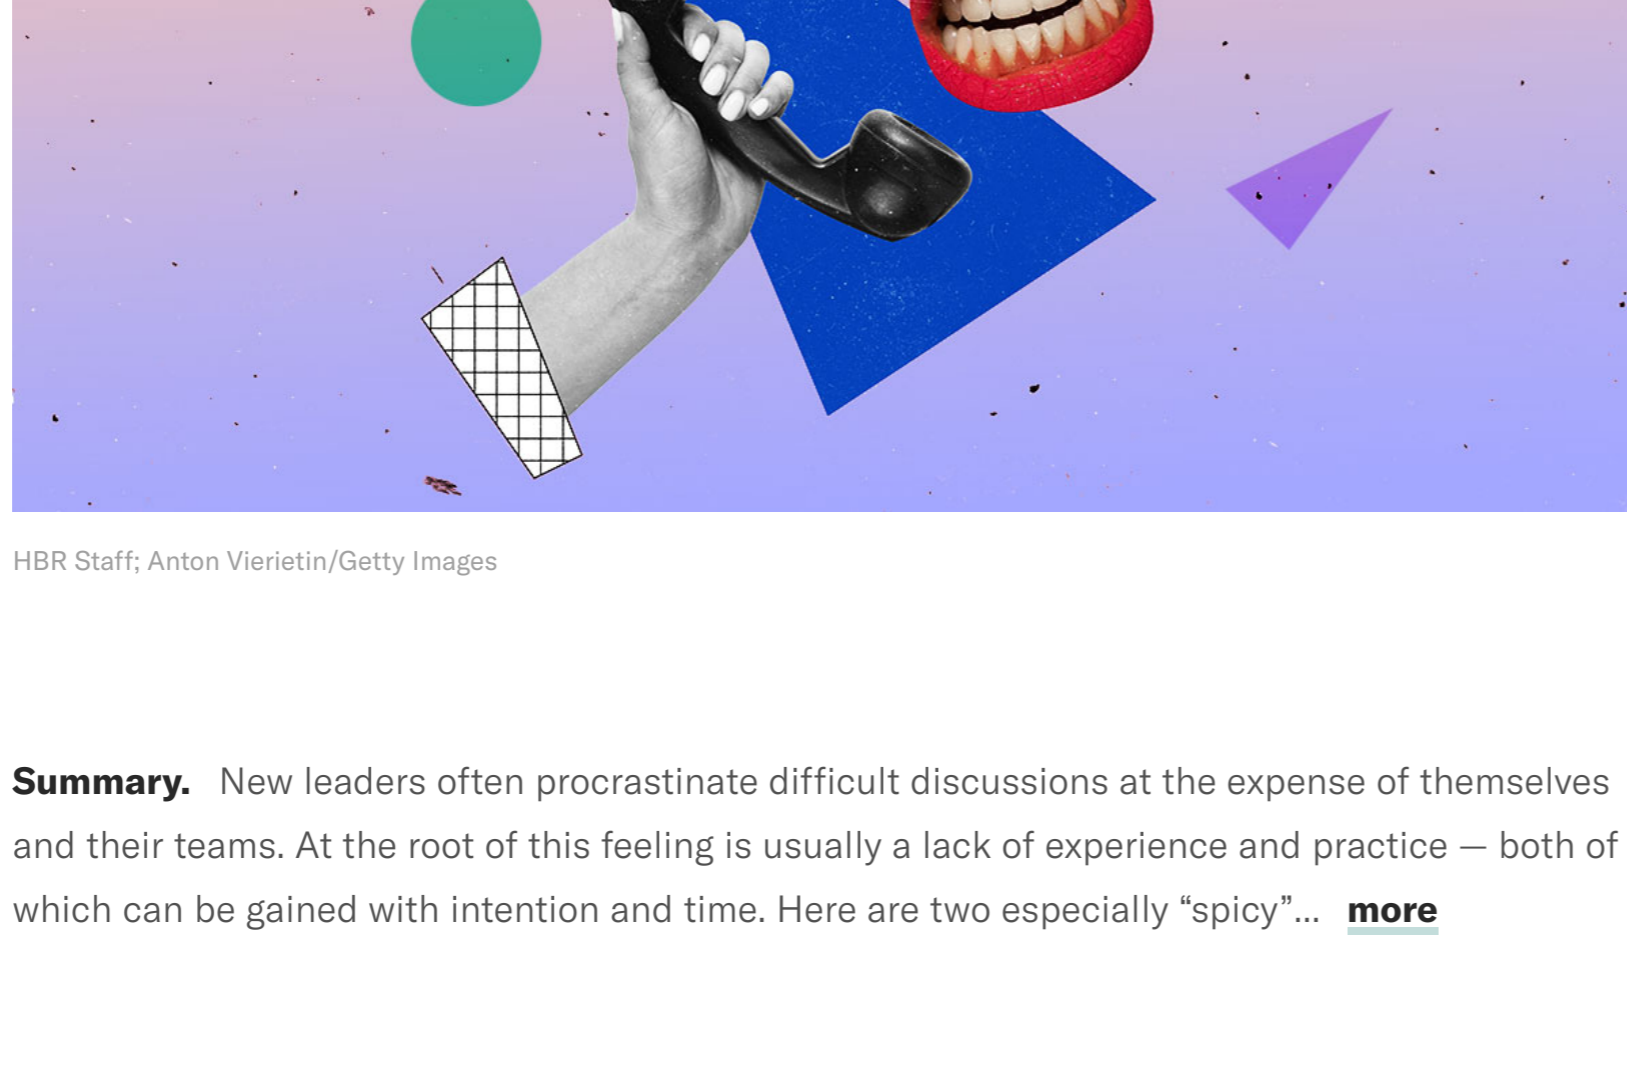 HBR Staff; Anton Vierietin/Getty Images
Summary. New leaders often procrastinate difficult discussions at the expense of themselves
and their teams. At the root of this feeling is usually a lack of experience and practice — both of
which can be gained with intention and time. Here are two especially “spicy”... more